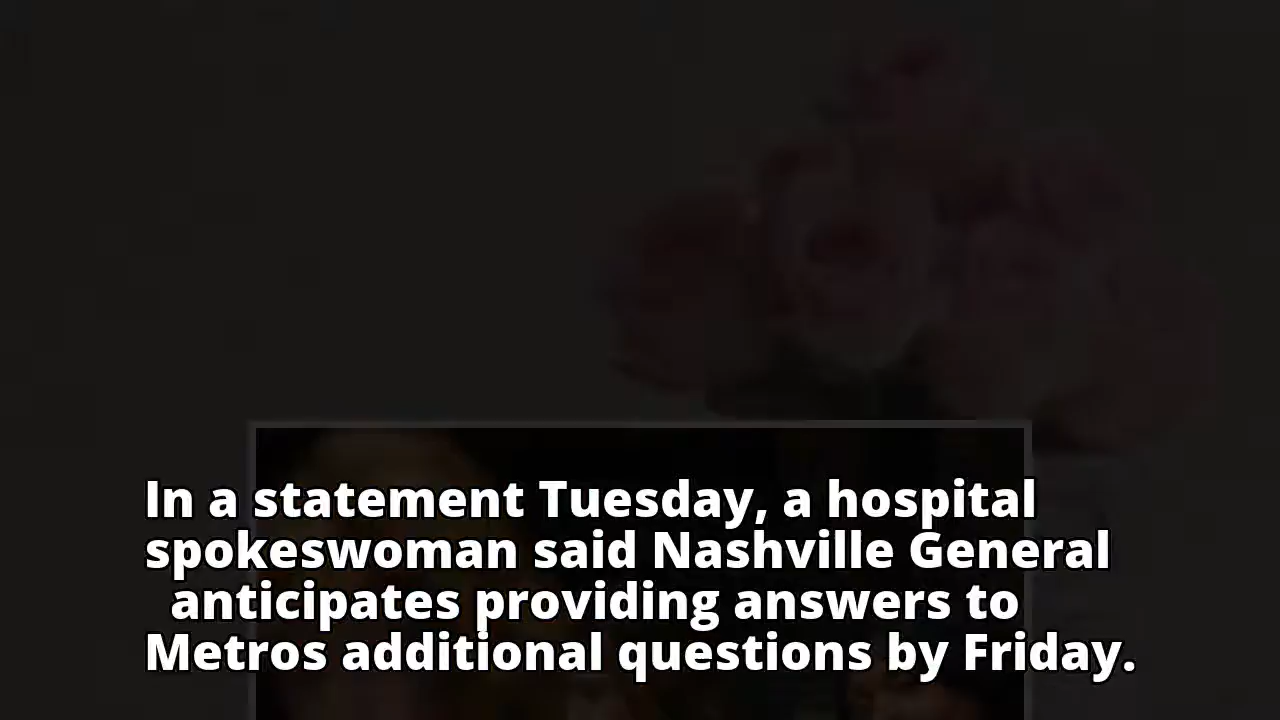 In a statement Tuesday, a hospital
spokeswoman said Nashville General
anticipates providing answers to
Metros additional questions by Friday.